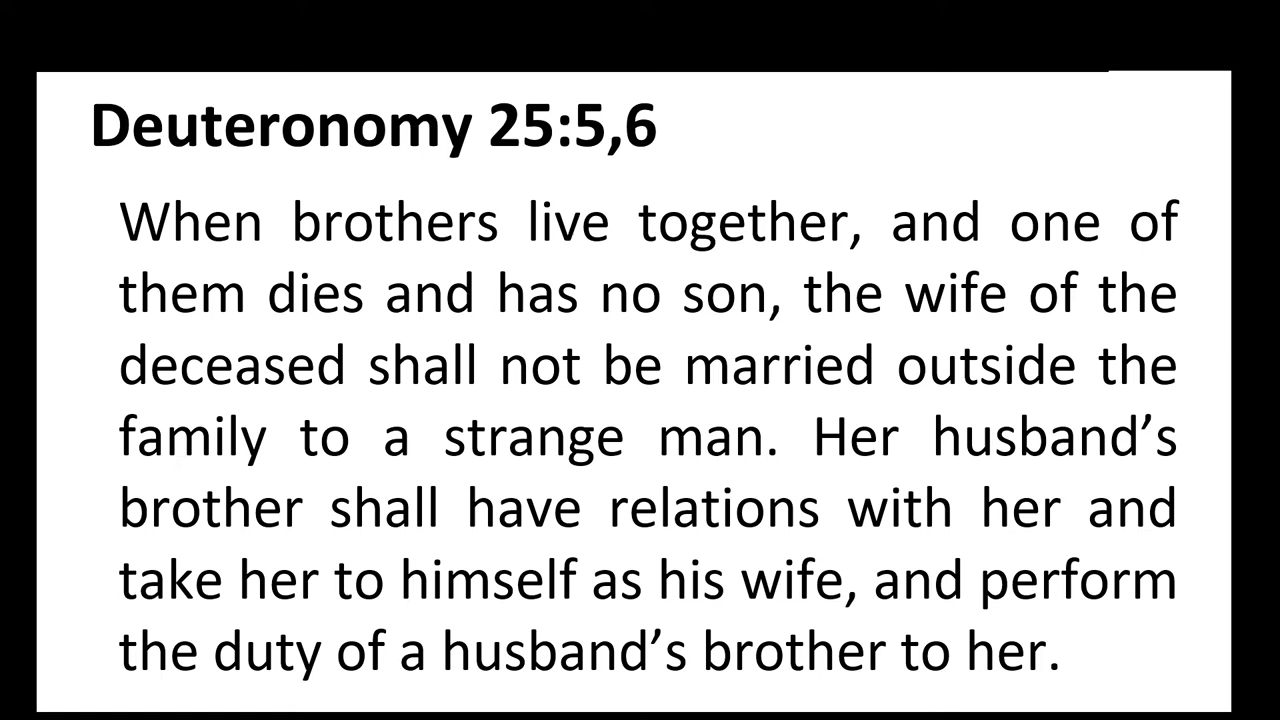 Deuteronomy 25:5,6
When brothers live together, and one of
them dies and has no son, the wife of the
deceased shall not be married outside the
family to a strange man. Her husband’s
brother shall have relations with her and
take her to himself as his wife, and perform
the duty of a husband’s brother to her.